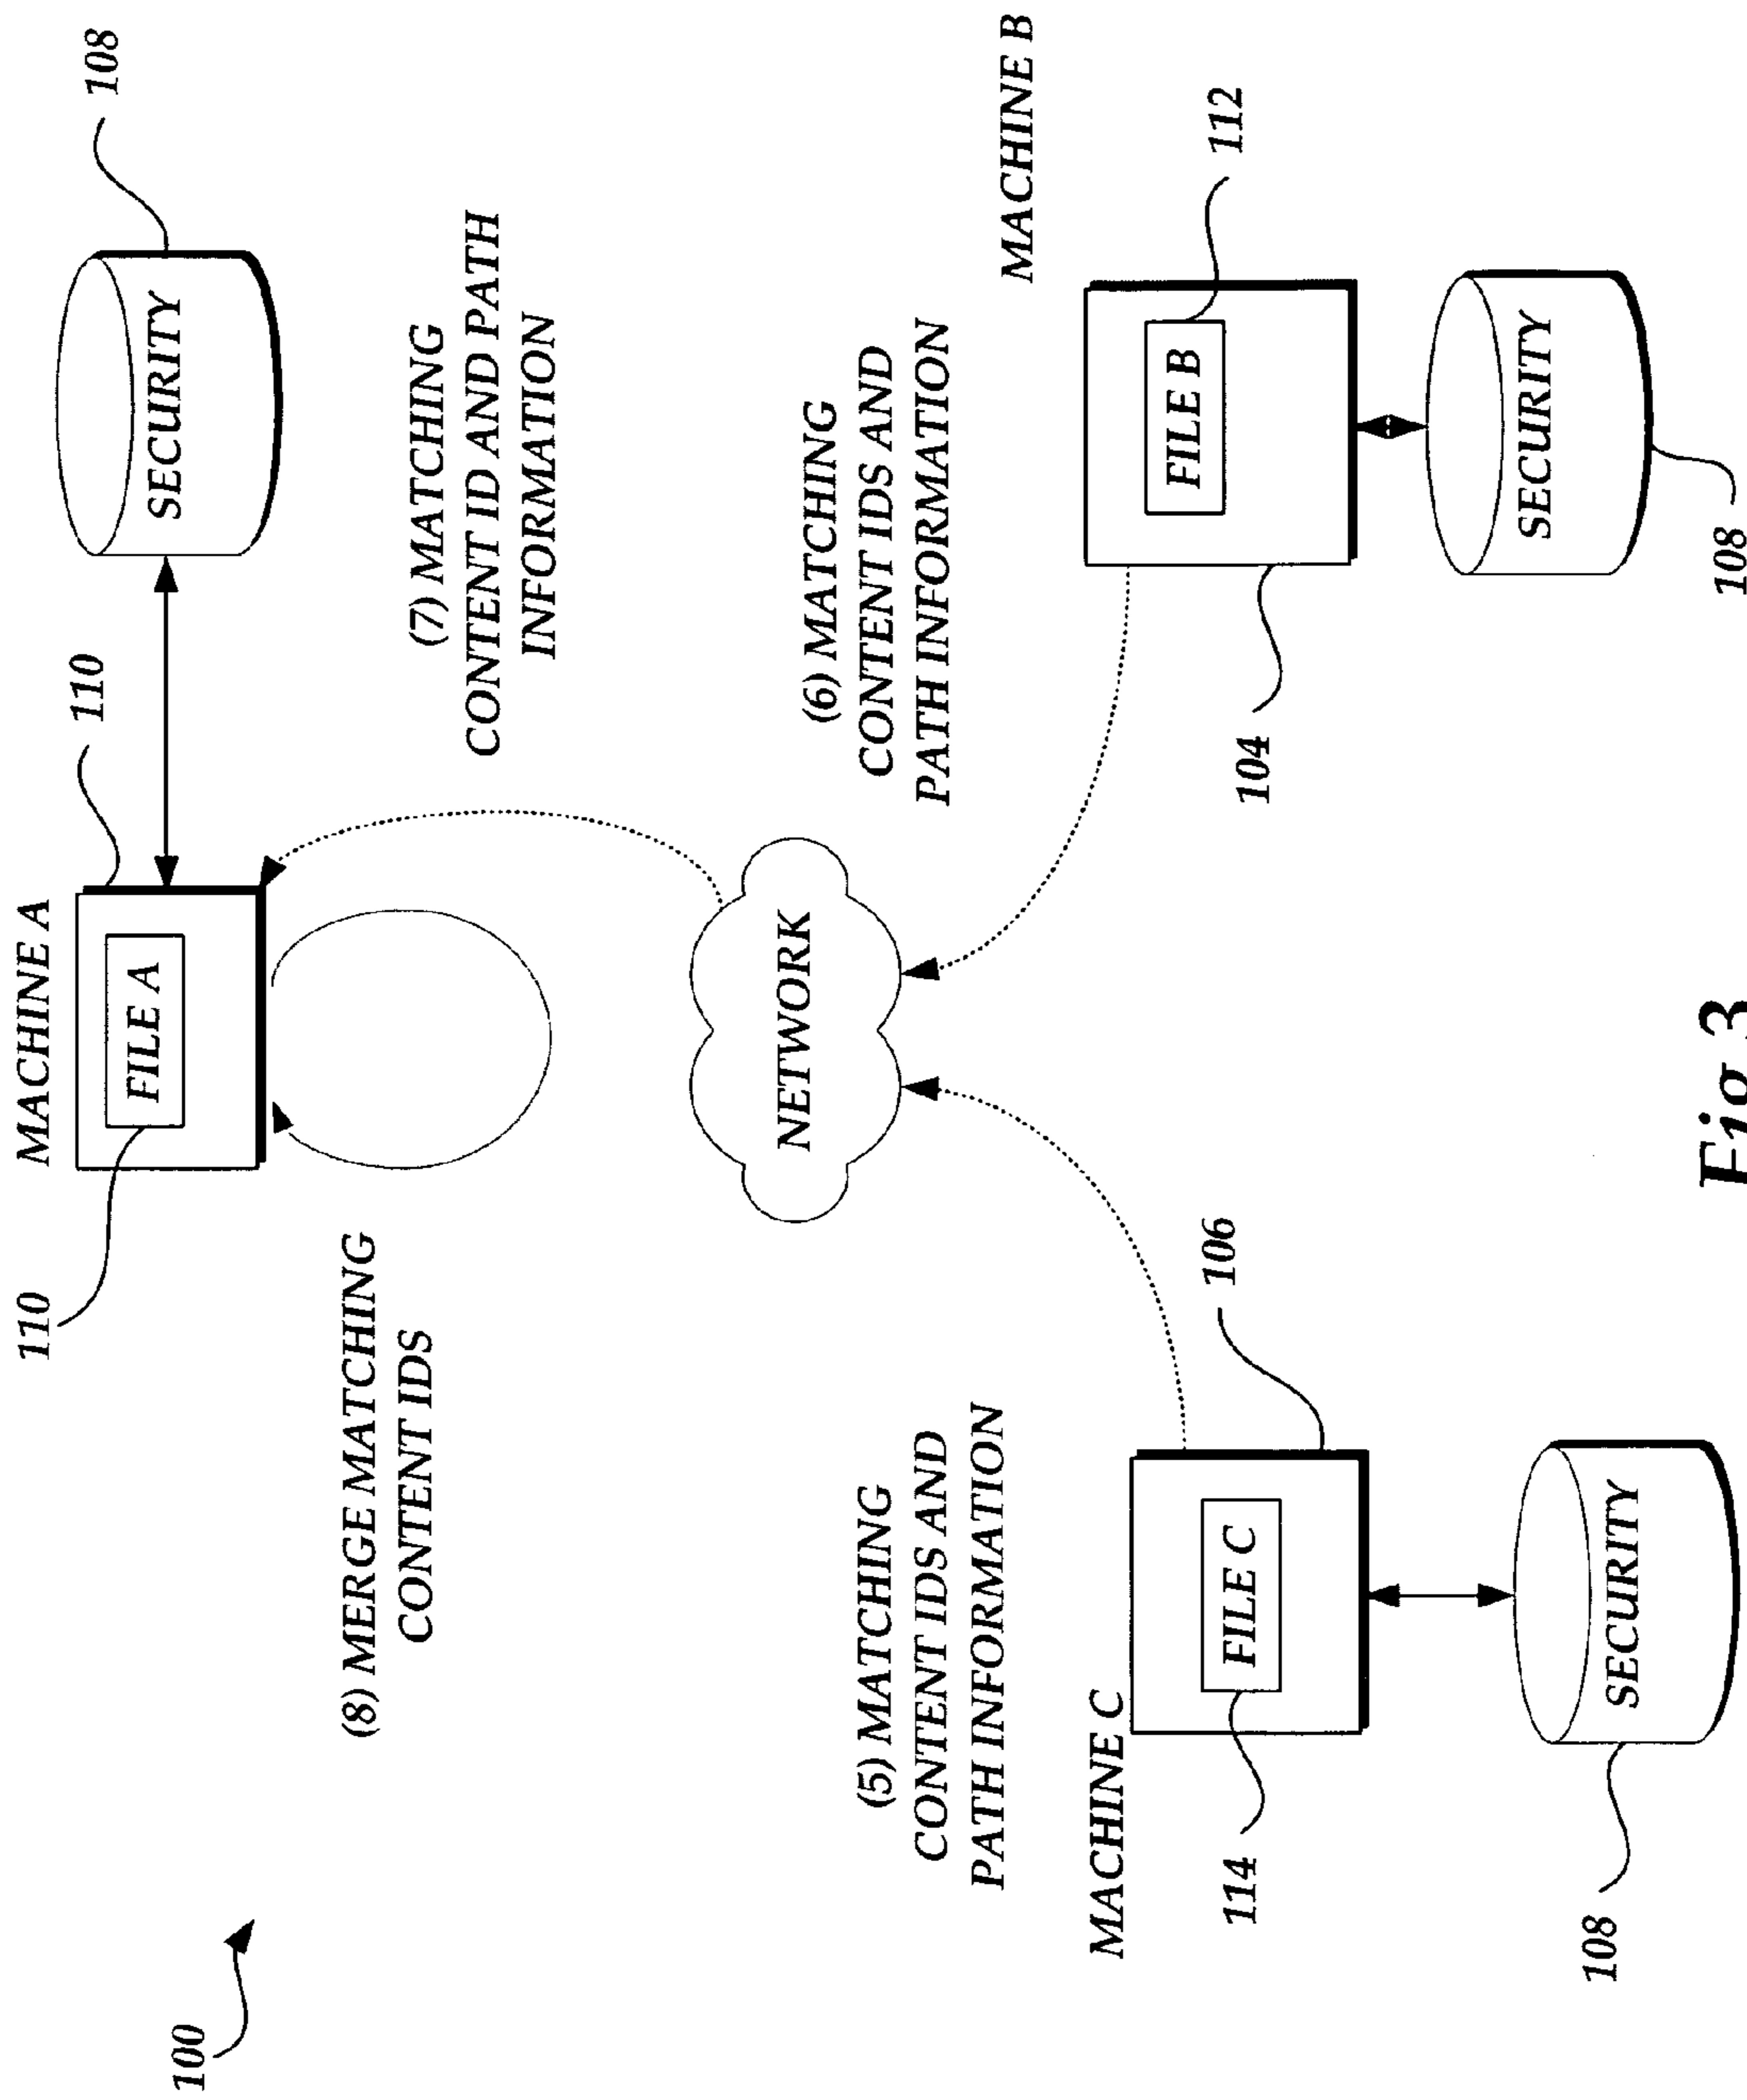 100
110
MACHINE A
110
108
FILE A
SECURITY
(8) MERGE MATCHING
CONTENT IDS
(7) MATCHING
CONTENT ID AND PATH
INFORMATION
NETWORK
(5) MATCHING
CONTENT IDS AND
PATH INFORMATION
(6) MATCHING
CONTENT IDS AND
PATH INFORMATION
MACHINE C
106
MACHINE B
114
FILE C
104
FILE B
112
SECURITY
108
SECURITY
108
Fig.3